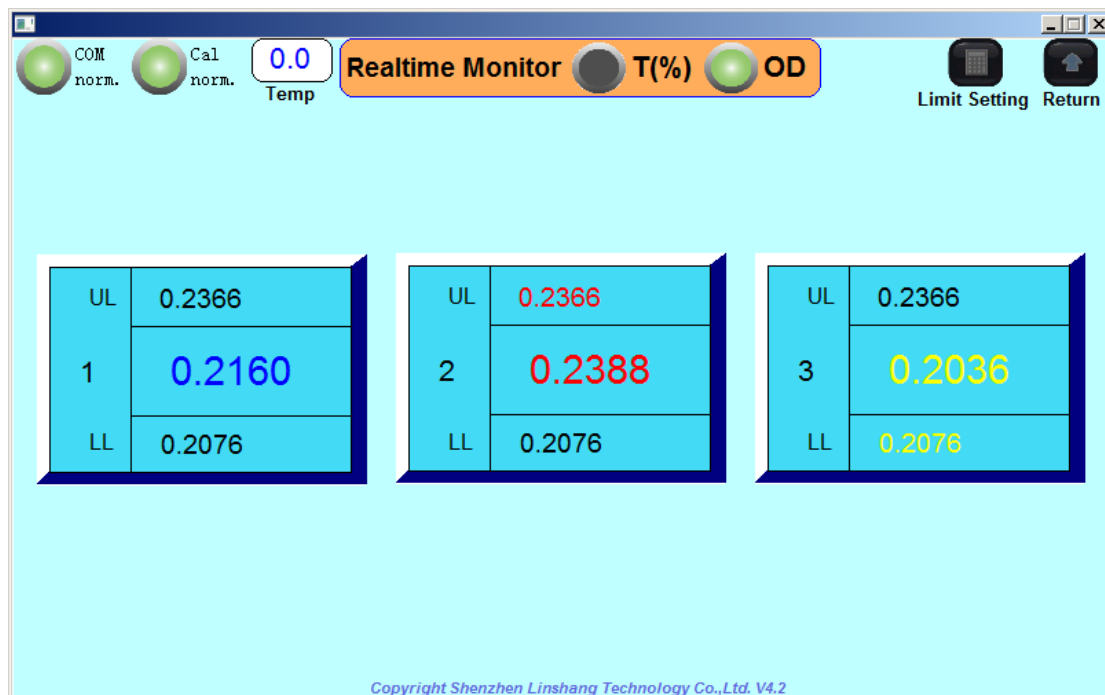 COM
norm.
Cal
norm.
0.0
Temp
Realtime Monitor T(%) OD
Limit Setting Return
UL 0.2366
1 0.2160
LL 0.2076
UL 0.2366
2 0.2388
LL 0.2076
UL 0.2366
3 0.2036
LL 0.2076
Copyright Shenzhen Linshang Technology Co.,Ltd. V4.2